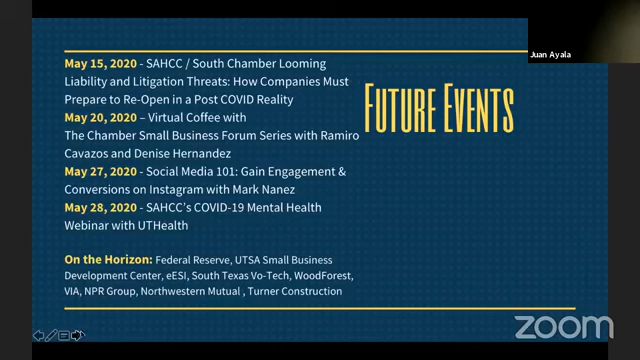 Juan Ayala
May 15, 2020 - SAHCC / South Chamber Looming
Liability and Litigation Threats: How Companies Must
Prepare to Re-Open in a Post COVID Reality
May 20, 2020 – Virtual Coffee with
The Chamber Small Business Forum Series with Ramiro
Cavazos and Denise Hernandez
May 27, 2020 - Social Media 101: Gain Engagement &
Conversions on Instagram with Mark Nanez
May 28, 2020 - SAHCC's COVID-19 Mental Health
Webinar with UTHealth
On the Horizon: Federal Reserve, UTSA Small Business
Development Center, eESI, South Texas Vo-Tech, WoodForest,
VIA, NPR Group, Northwestern Mutual , Turner Construction
FUTURE EVENTS
zoom